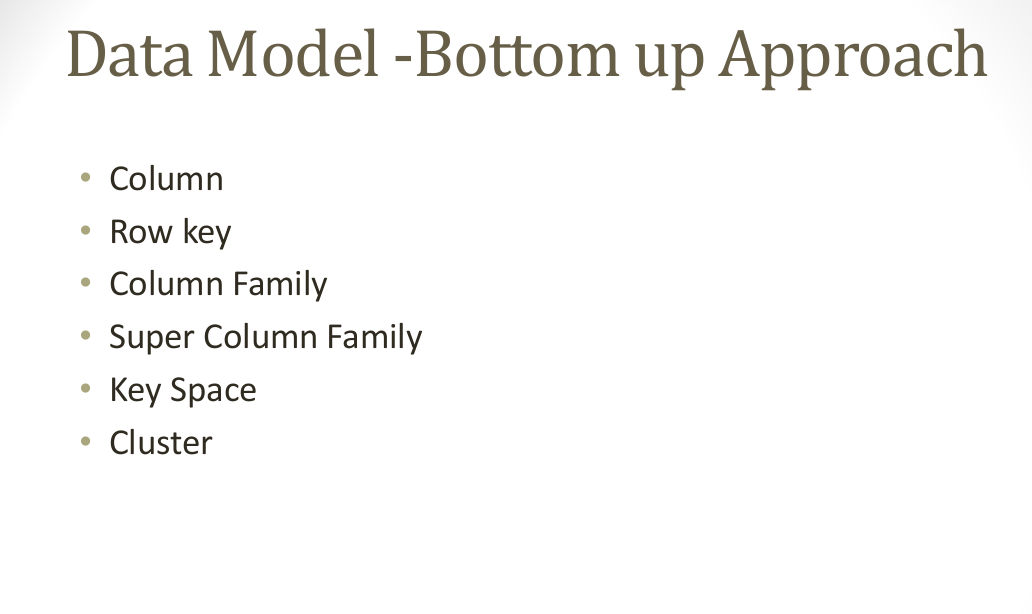 Data Model -Bottom up Approach
• Column
• Row key
• Column Family
• Super Column Family
• Key Space
• Cluster